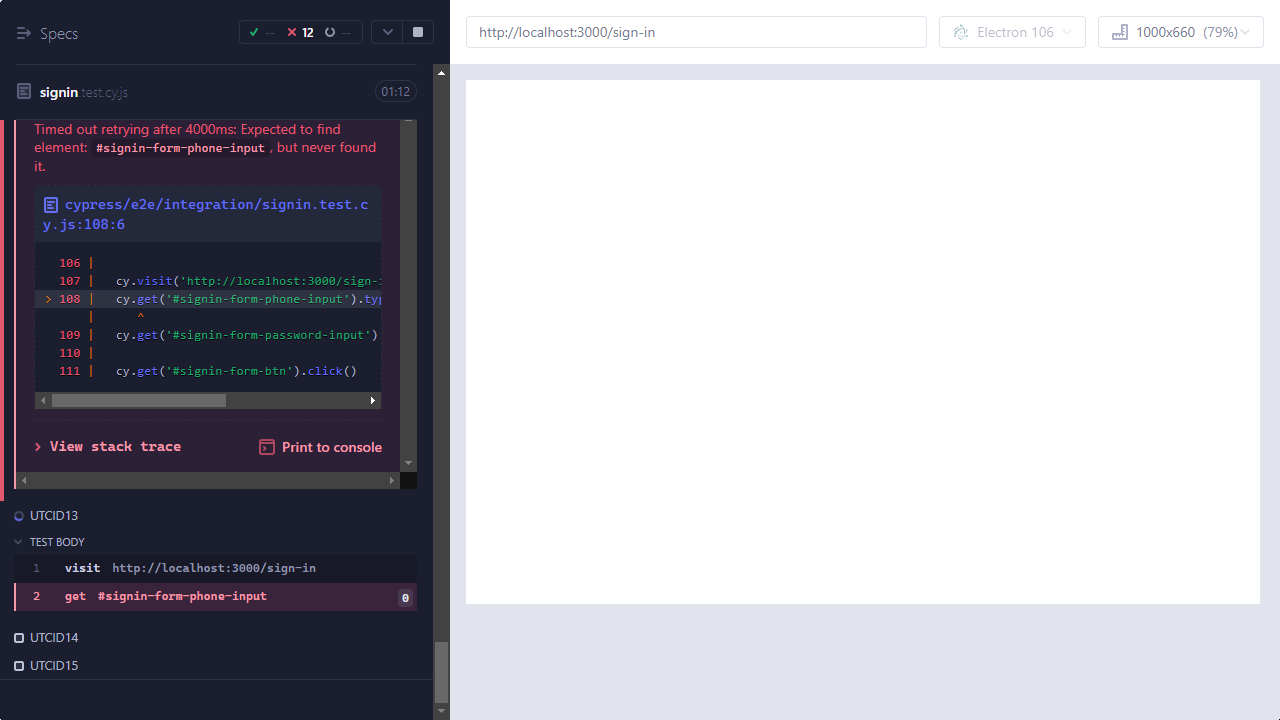 Specs
-- 12 --
http://localhost:3000/sign-in
Electron 106
1000x660 (79%)
signin.test.cy.js
01:12
Timed out retrying after 4000ms: Expected to find
element: #signin-form-phone-input, but never found
it.
cypress/e2e/integration/signin.test.c
y.js:108:6
106 |
107 | cy.visit('http://localhost:3000/sign-i
> 108 | cy.get('#signin-form-phone-input').typ
| ^
109 | cy.get('#signin-form-password-input')
110 |
111 | cy.get('#signin-form-btn').click()
View stack trace
Print to console
UTCID13
TEST BODY
1 visit http://localhost:3000/sign-in
2 get #signin-form-phone-input 0
UTCID14
UTCID15